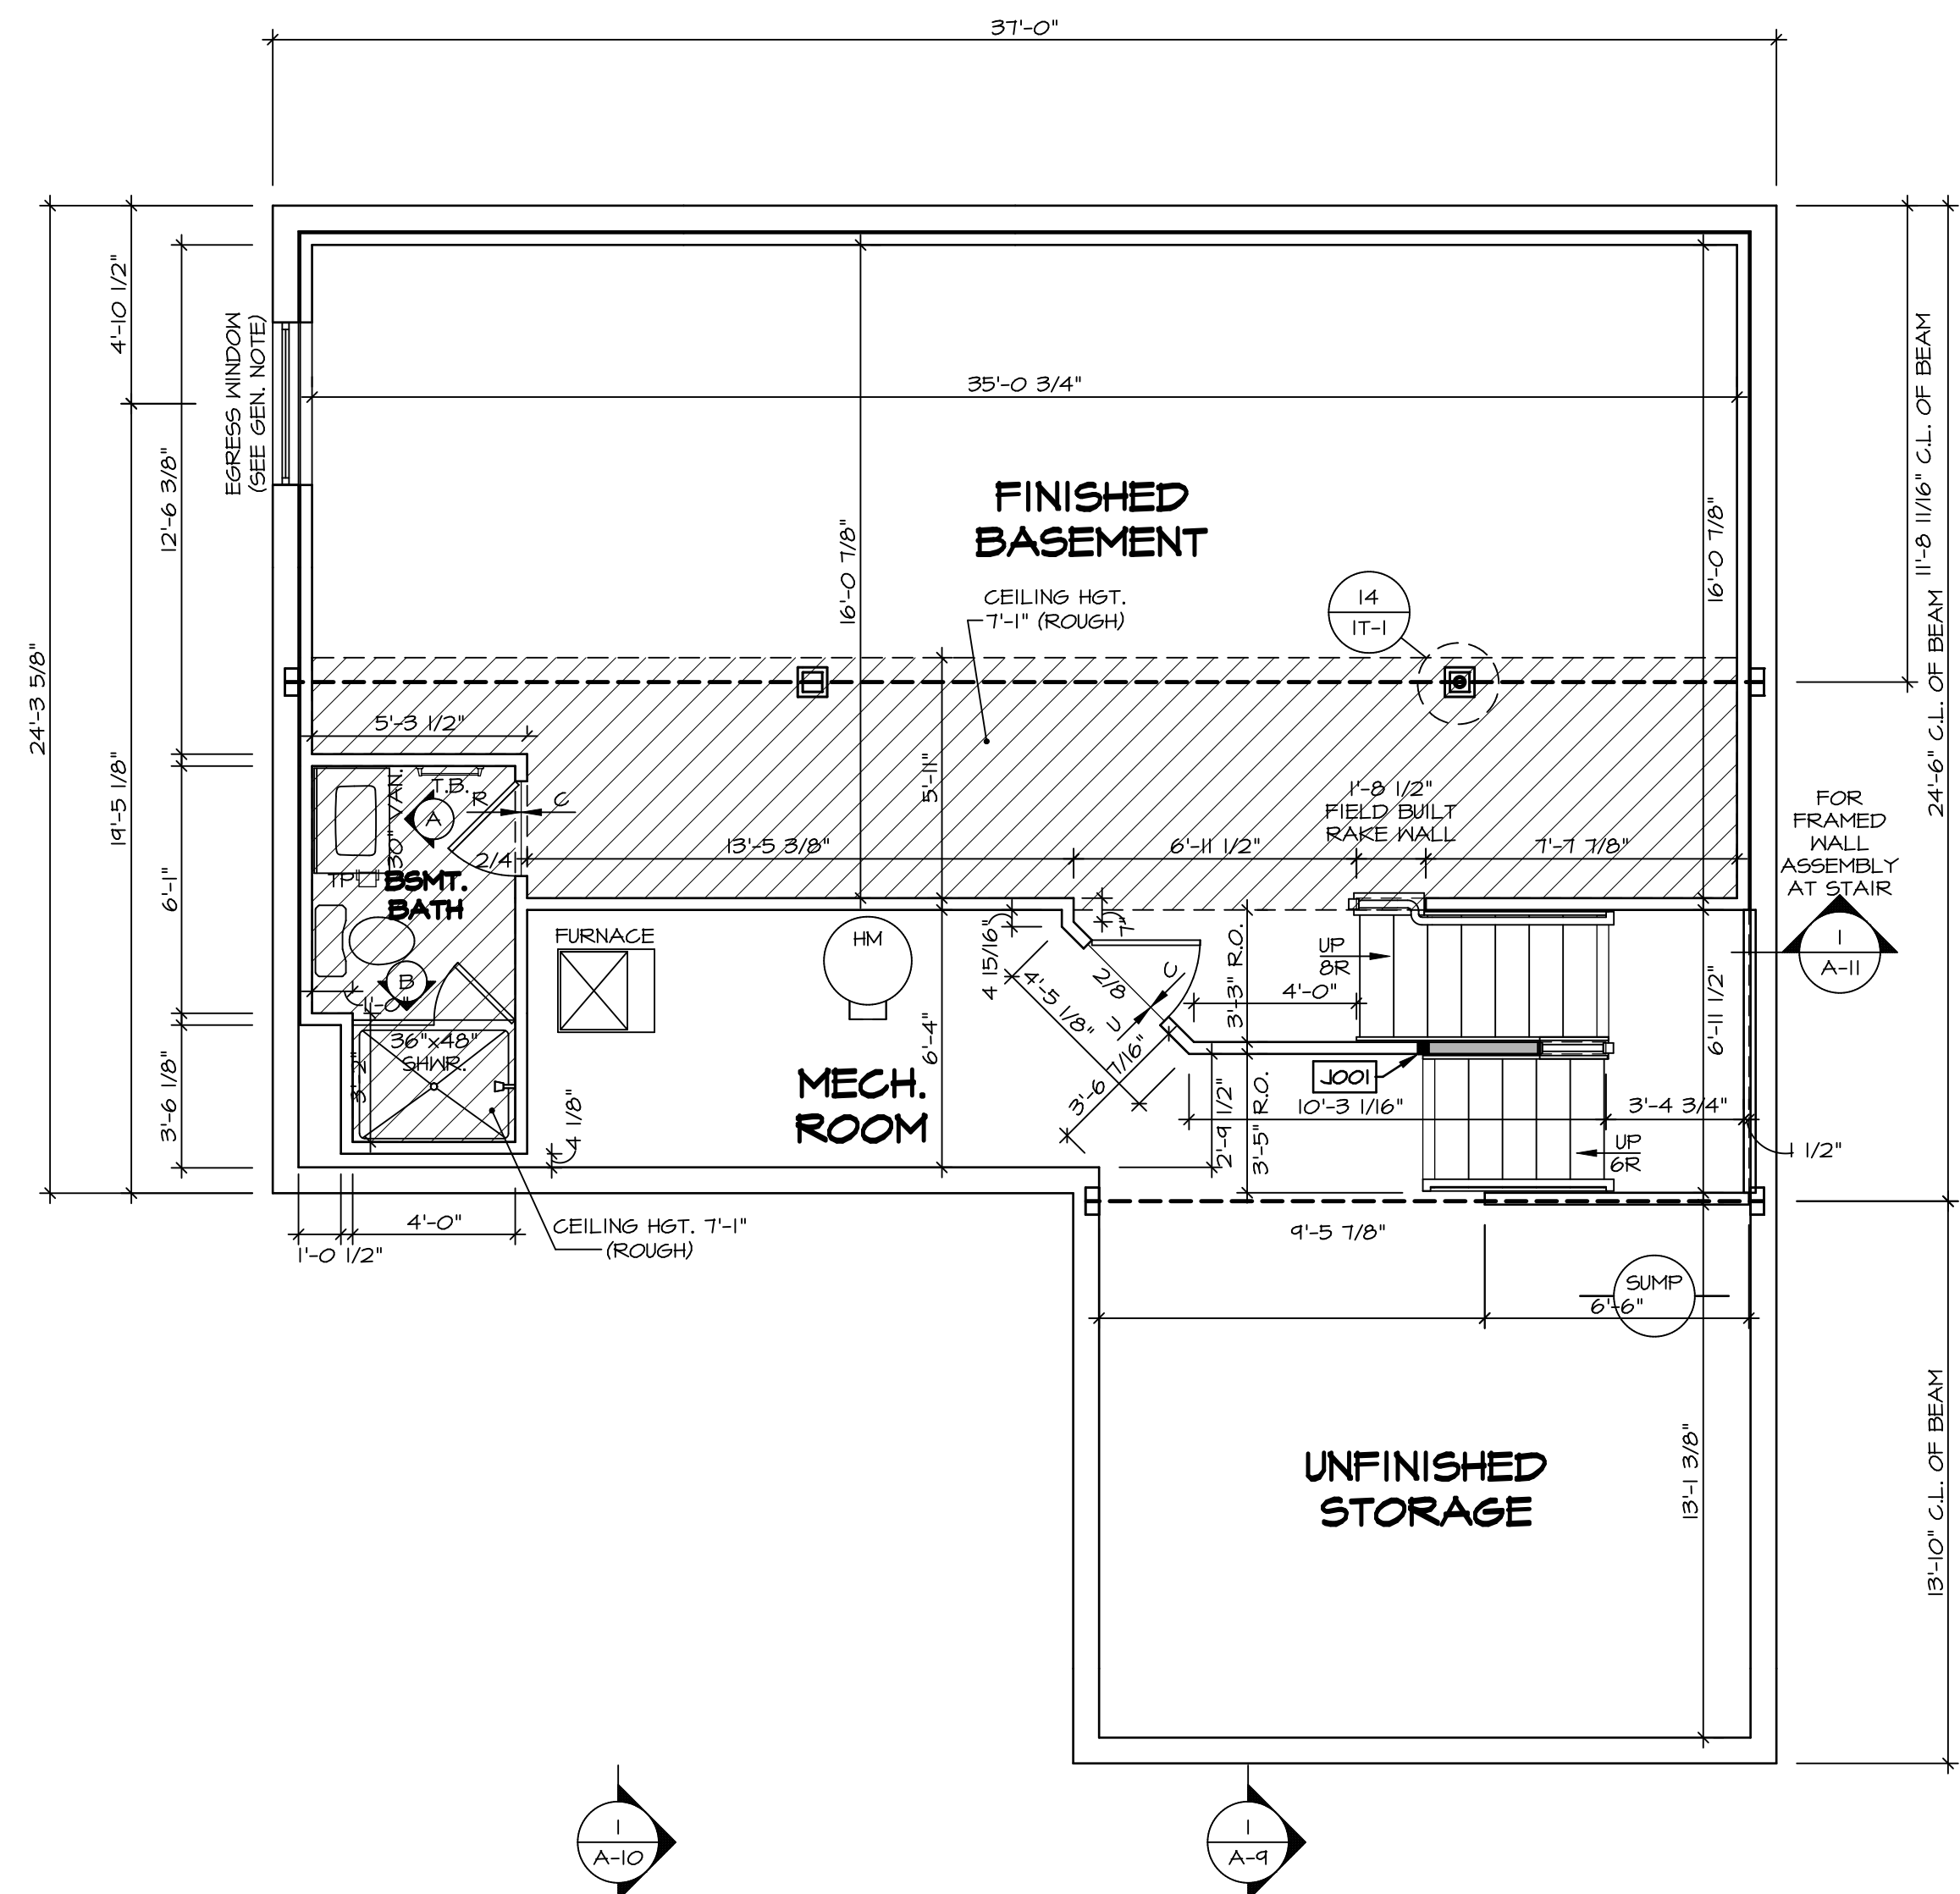 37'-0"
24'-3 5/8"
4'-10 1/2"
19'-5 1/8"
12'-6 3/8"
6'-1"
3'-6 1/8"
EGRESS WINDOW
(SEE GEN. NOTE)
35'-0 3/4"
FINISHED
BASEMENT
16'-0 7/8"
16'-0 7/8"
CEILING HGT.
7'-1" (ROUGH)
14
IT-1
11'-8 11/16" C.L. OF BEAM
24'-6" C.L. OF BEAM
13'-10" C.L. OF BEAM
5'-3 1/2"
5'-11"
13'-5 3/8"
6'-11 1/2"
1'-8 1/2"
FIELD BUILT
RAKE WALL
7'-7 7/8"
FOR
FRAMED
WALL
ASSEMBLY
AT STAIR
1
A-11
T.B.
30" VAN.
R
C
A
2/4
TP
BSMT.
BATH
B
1'-0"
36"x48"
SHWR.
3'-2"
FURNACE
HM
MECH.
ROOM
6'-4"
4 15/16"
7"
2/8
C
U
4'-5 1/8"
3'-6 7/16"
3'-3" R.O.
4'-0"
UP
8R
J001
10'-3 1/16"
3'-4 3/4"
2'-9 1/2"
3'-5" R.O.
UP
6R
6'-11 1/2"
1 1/2"
4 1/8"
4'-0"
1'-0 1/2"
CEILING HGT. 7'-1"
(ROUGH)
9'-5 7/8"
SUMP
6'-6"
13'-1 3/8"
UNFINISHED
STORAGE
1
A-10
1
A-9